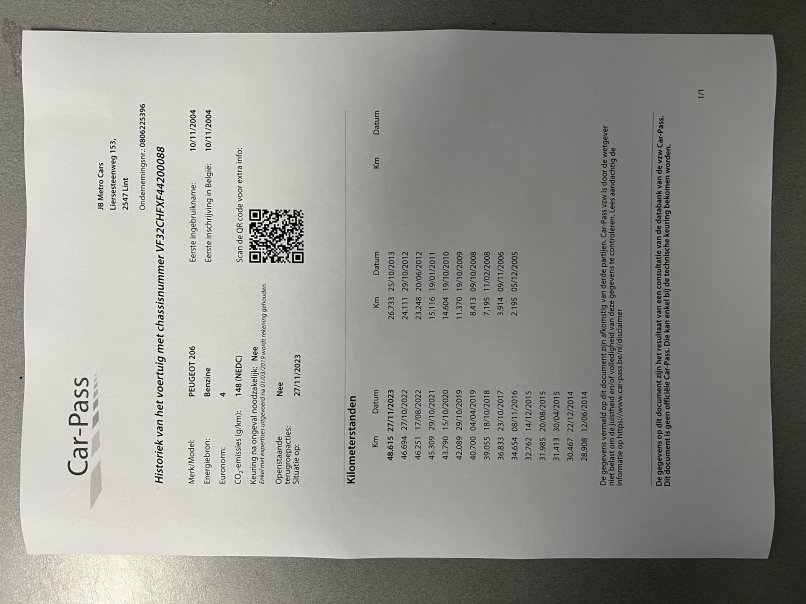 Car-Pass
JB Metro Cars
Liersesteenweg 153,
2547 Lint
Ondernemingsnr.: 0806225396
Historiek van het voertuig met chassisnummer VF32CHFXF44200088
Merk/Model: PEUGEOT 206
Eerste ingebruikname: 10/11/2004
Energiebron: Benzine
Eerste inschrijving in België: 10/11/2004
Euronorm: 4
CO₂-emissies (g/km): 148 (NEDC)
Scan de QR code voor extra info:
Keuring na ongeval noodzakelijk: Nee
Enkel met expertises uitgevoerd na 01/03/2019 wordt rekening gehouden.
Openstaande Nee
terugroepacties:
Situatie op: 27/11/2023
Kilometerstanden
Km Datum Km Datum Km Datum
48.615 27/11/2023 26.733 25/10/2013
46.694 27/10/2022 24.111 29/10/2012
46.251 17/08/2022 23.248 20/06/2012
45.309 29/10/2021 15.116 19/01/2011
43.790 15/10/2020 14.604 19/10/2010
42.089 29/10/2019 11.370 19/10/2009
40.700 04/04/2019 8.413 09/10/2008
39.055 18/10/2018 7.195 11/02/2008
36.833 23/10/2017 3.914 09/11/2006
34.654 08/11/2016 2.195 05/12/2005
32.762 14/12/2015
31.985 20/08/2015
31.413 30/04/2015
30.467 22/12/2014
28.908 12/06/2014
De gegevens vermeld op dit document zijn afkomstig van derde partijen. Car-Pass vzw is door de wetgever
niet belast om de juistheid en/of volledigheid van deze gegevens te controleren. Lees aandachtig de
informatie op https://www.car-pass.be/nl/disclaimer
De gegevens op dit document zijn het resultaat van een consultatie van de databank van de vzw Car-Pass.
Dit document is geen officiële Car-Pass. Die kan enkel bij de technische keuring bekomen worden.
1/1